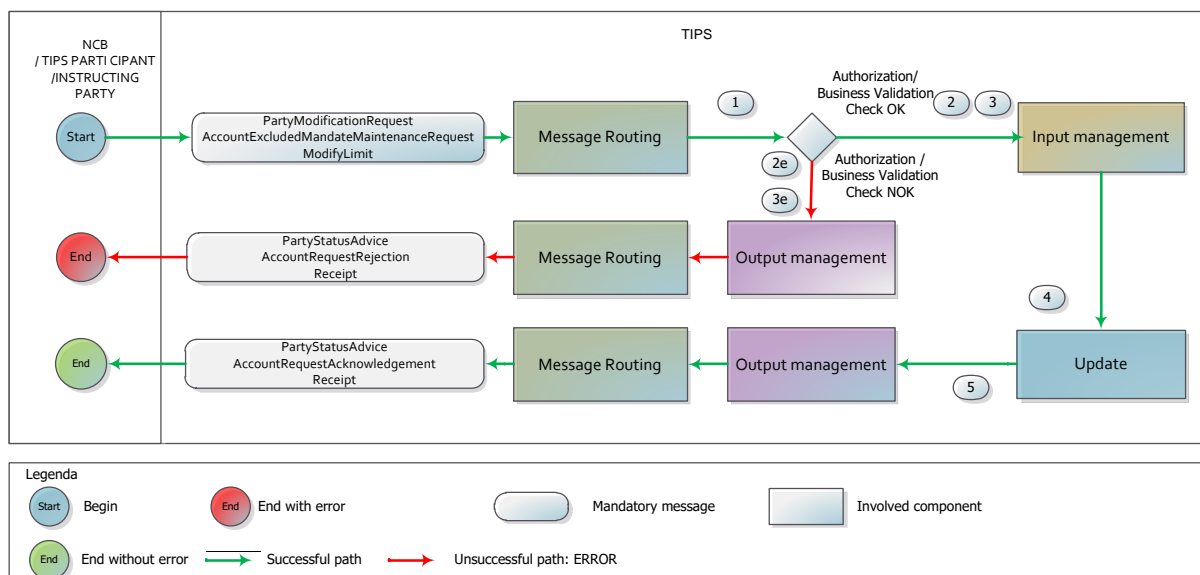 NCB
/ TIPS PARTI CIPANT
/INSTRUCTING
PARTY
TIPS
Start
PartyModificationRequest
AccountExcludedMandateMaintenanceRequest
ModifyLimit
Message Routing
1
Authorization/
Business Validation
Check OK
2
3
Input management
2e
3e
Authorization /
Business Validation
Check NOK
End
PartyStatusAdvice
AccountRequestRejection
Receipt
Message Routing
Output management
4
End
PartyStatusAdvice
AccountRequestAcknowledgement
Receipt
Message Routing
Output management
5
Update
Legenda
Start
Begin
End
End with error
Mandatory message
Involved component
End
End without error
Successful path
Unsuccessful path: ERROR